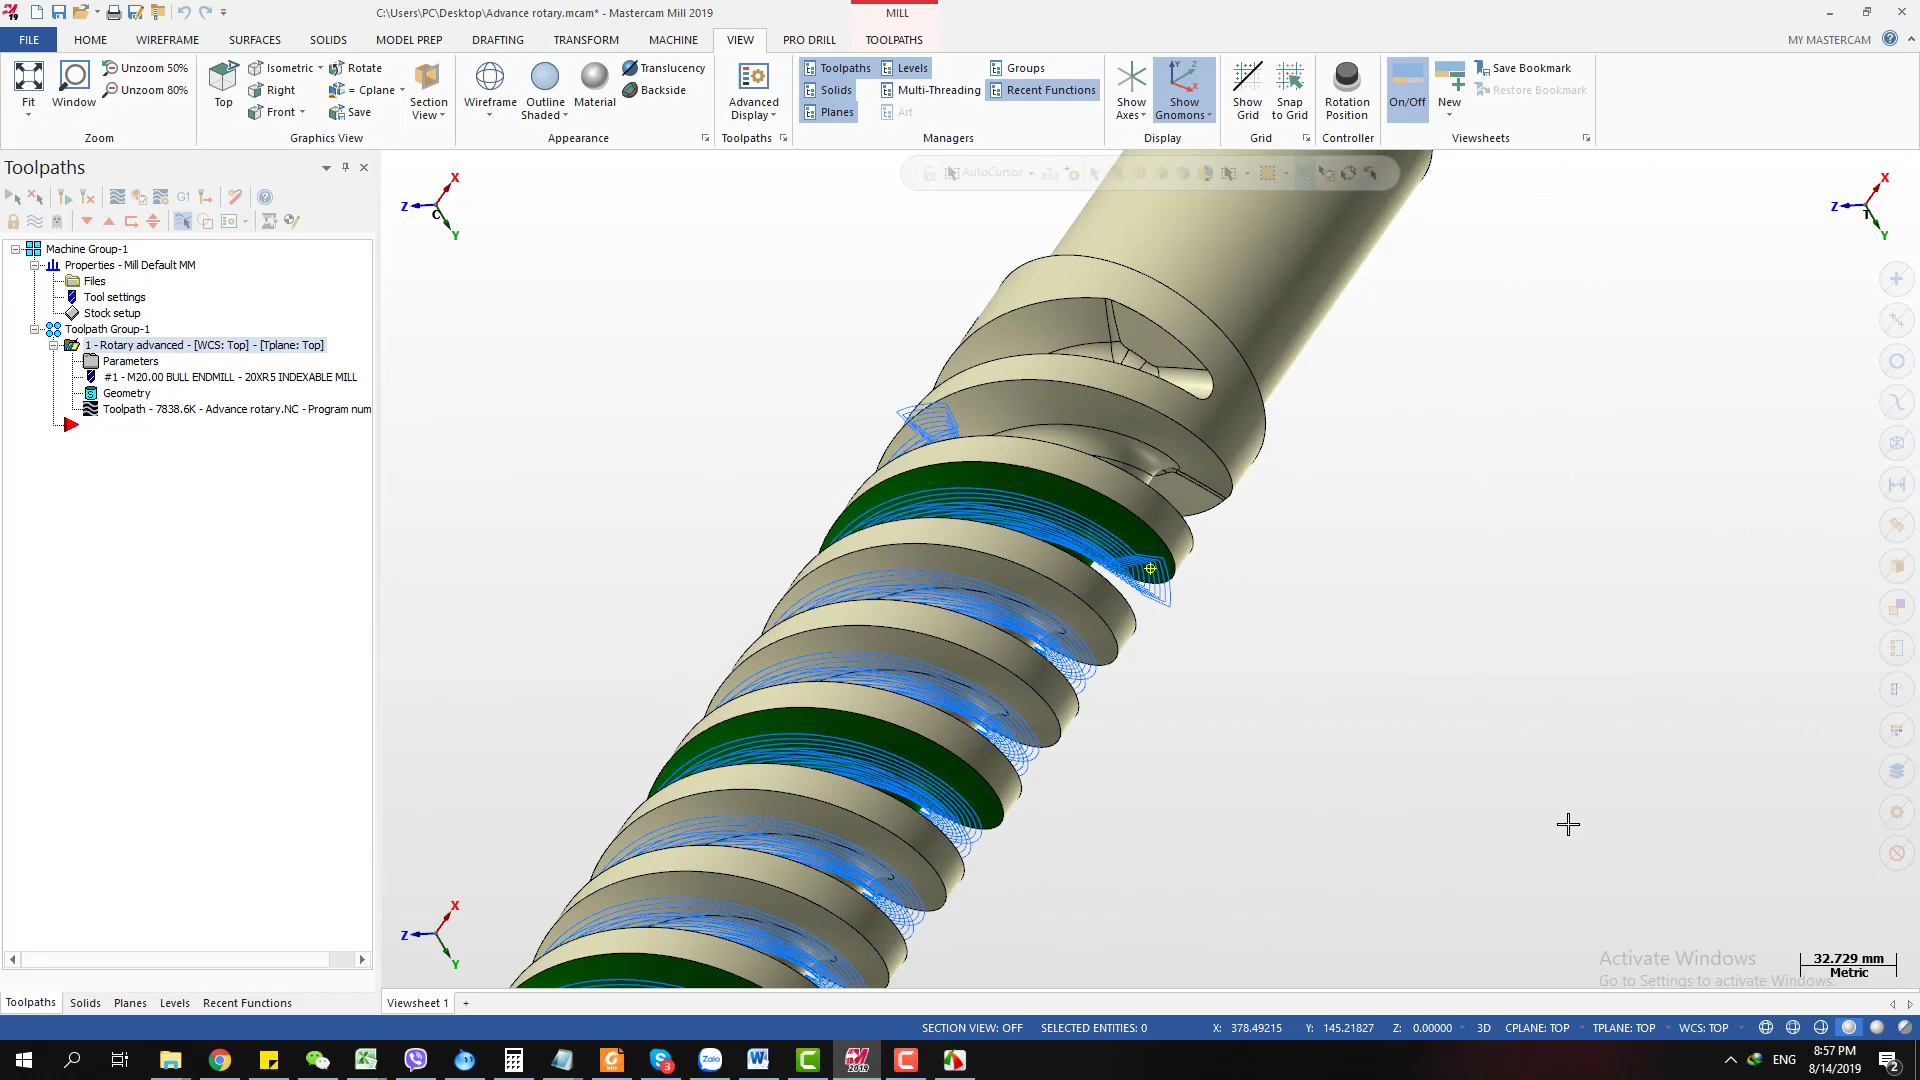 C:\Users\PC\Desktop\Advance rotary.mcam* - Mastercam Mill 2019
MILL
FILE HOME WIREFRAME SURFACES SOLIDS MODEL PREP DRAFTING TRANSFORM MACHINE VIEW PRO DRILL TOOLPATHS MY MASTERCAM
Fit Window Unzoom 50% Unzoom 80%
Zoom
Top Isometric Right Front Rotate = Cplane Save Section View
Graphics View
Wireframe Outline Shaded Material Translucency Backside
Appearance
Advanced Display
Toolpaths
Toolpaths Solids Planes Levels Multi-Threading Art Groups Recent Functions
Managers
Show Axes Show Gnomons
Display
Show Grid Snap to Grid
Grid
Rotation Position
Controller
On/Off New Save Bookmark Restore Bookmark
Viewsheets
Toolpaths
G1
Machine Group-1
Properties - Mill Default MM
Files
Tool settings
Stock setup
Toolpath Group-1
1 - Rotary advanced - [WCS: Top] - [Tplane: Top]
Parameters
#1 - M20.00 BULL ENDMILL - 20XR5 INDEXABLE MILL
Geometry
Toolpath - 7838.6K - Advance rotary.NC - Program num
AutoCursor
X
Z
C
Y
X
Z
T
Y
X
Z
Y
Activate Windows
Go to Settings to activate Windows.
32.729 mm
Metric
Toolpaths Solids Planes Levels Recent Functions
Viewsheet 1 +
SECTION VIEW: OFF SELECTED ENTITIES: 0 X: 378.49215 Y: 145.21827 Z: 0.00000 3D CPLANE: TOP TPLANE: TOP WCS: TOP
ENG
8:57 PM
8/14/2019